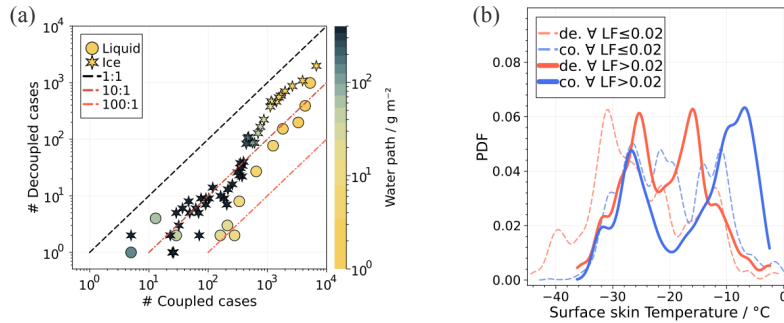 (a)
Liquid
Ice
1:1
10:1
100:1
10⁴
10³
10²
10¹
10⁰
# Decoupled cases
10⁰ 10¹ 10² 10³ 10⁴
# Coupled cases
10²
10¹
10⁰
Water path / g m⁻²
(b)
de. ∀ LF≤0.02
co. ∀ LF≤0.02
de. ∀ LF>0.02
co. ∀ LF>0.02
0.08
0.06
0.04
0.02
0.00
PDF
−40 −30 −20 −10 0
Surface skin Temperature / °C